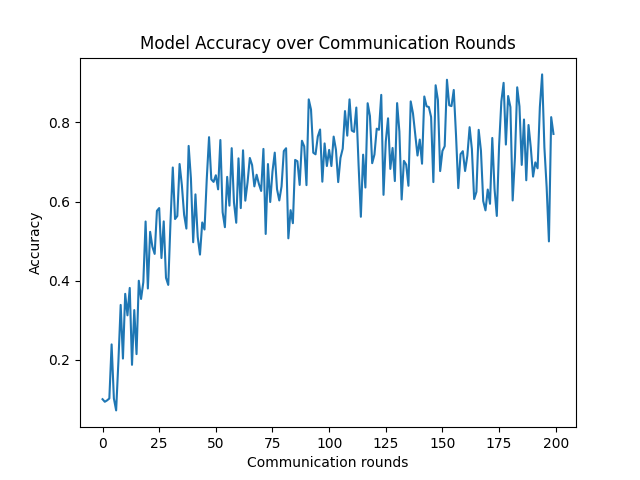 Model Accuracy over Communication Rounds
Accuracy
0.8
0.6
0.4
0.2
0 25 50 75 100 125 150 175 200
Communication rounds